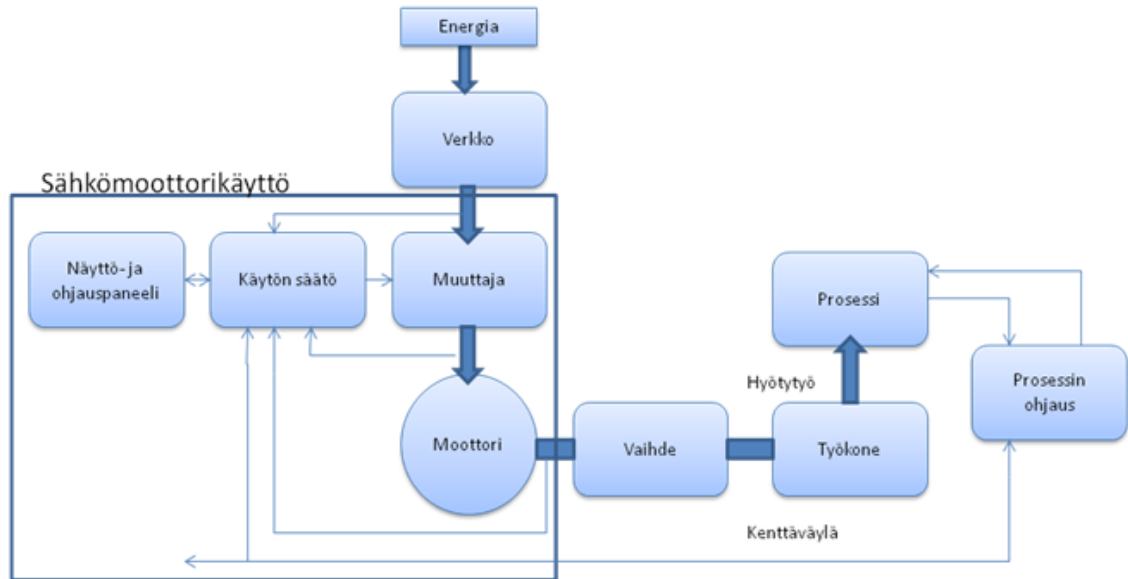 Energia
Verkko
Sähkömoottorikäyttö
Näyttö- ja
ohjauspaneeli
Käytön säätö
Muuttaja
Prosessi
Hyötytyö
Prosessin
ohjaus
Moottori
Vaihde
Työkone
Kenttäväylä